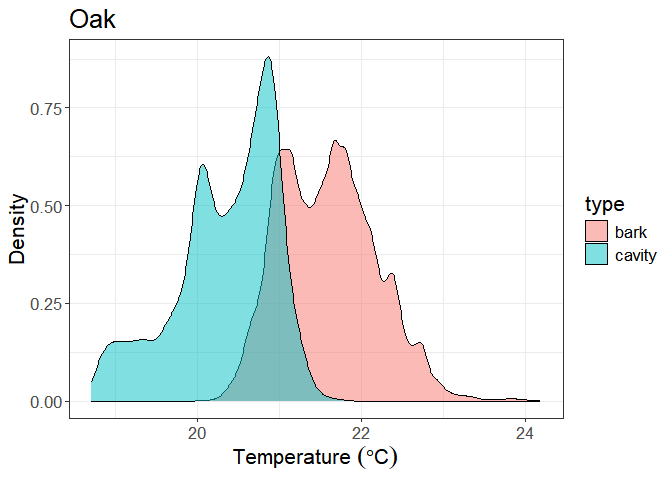 Oak
0.75
0.50
0.25
0.00
Density
20
22
24
Temperature (°C)
type
bark
cavity